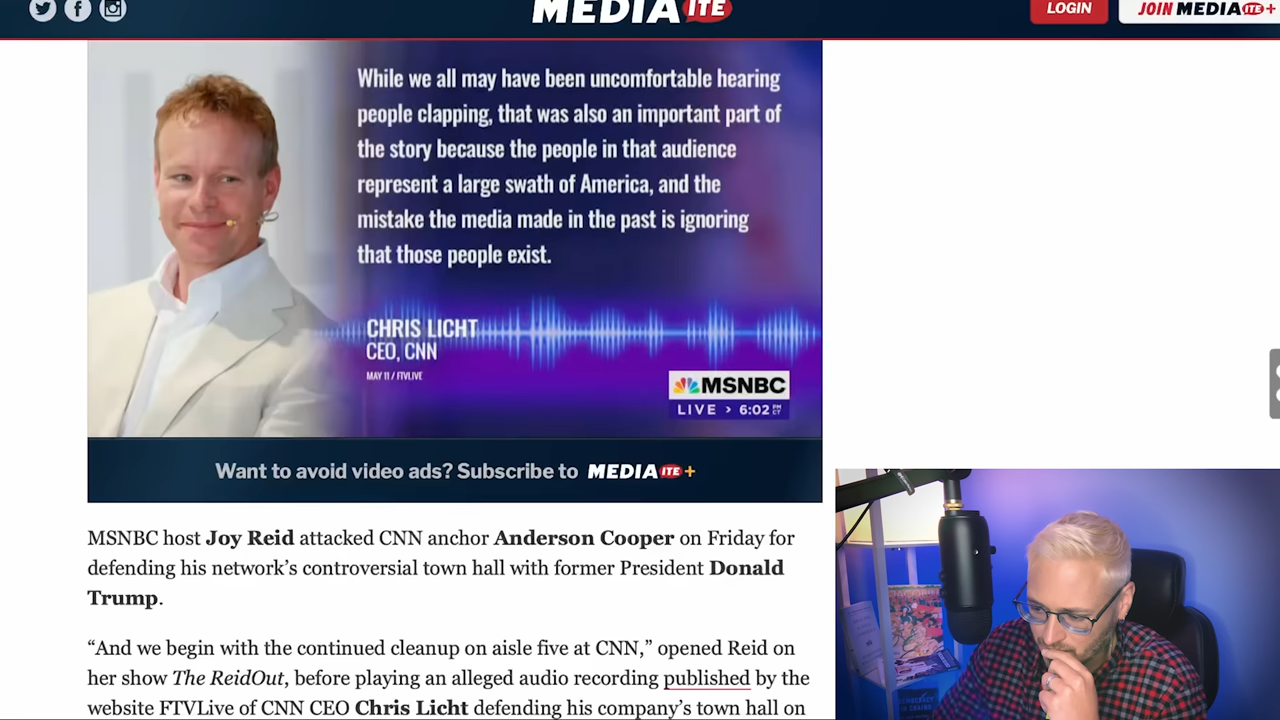 MEDIAITE
LOGIN
JOIN MEDIAITE+
While we all may have been uncomfortable hearing
people clapping, that was also an important part of
the story because the people in that audience
represent a large swath of America, and the
mistake the media made in the past is ignoring
that those people exist.
CHRIS LICHT
CEO, CNN
MAY 11 / FTVLIVE
MSNBC
LIVE > 6:02 PM CT
Want to avoid video ads? Subscribe to MEDIAITE+
MSNBC host Joy Reid attacked CNN anchor Anderson Cooper on Friday for
defending his network’s controversial town hall with former President Donald
Trump.
“And we begin with the continued cleanup on aisle five at CNN,” opened Reid on
her show The ReidOut, before playing an alleged audio recording published by the
website FTVLive of CNN CEO Chris Licht defending his company’s town hall on